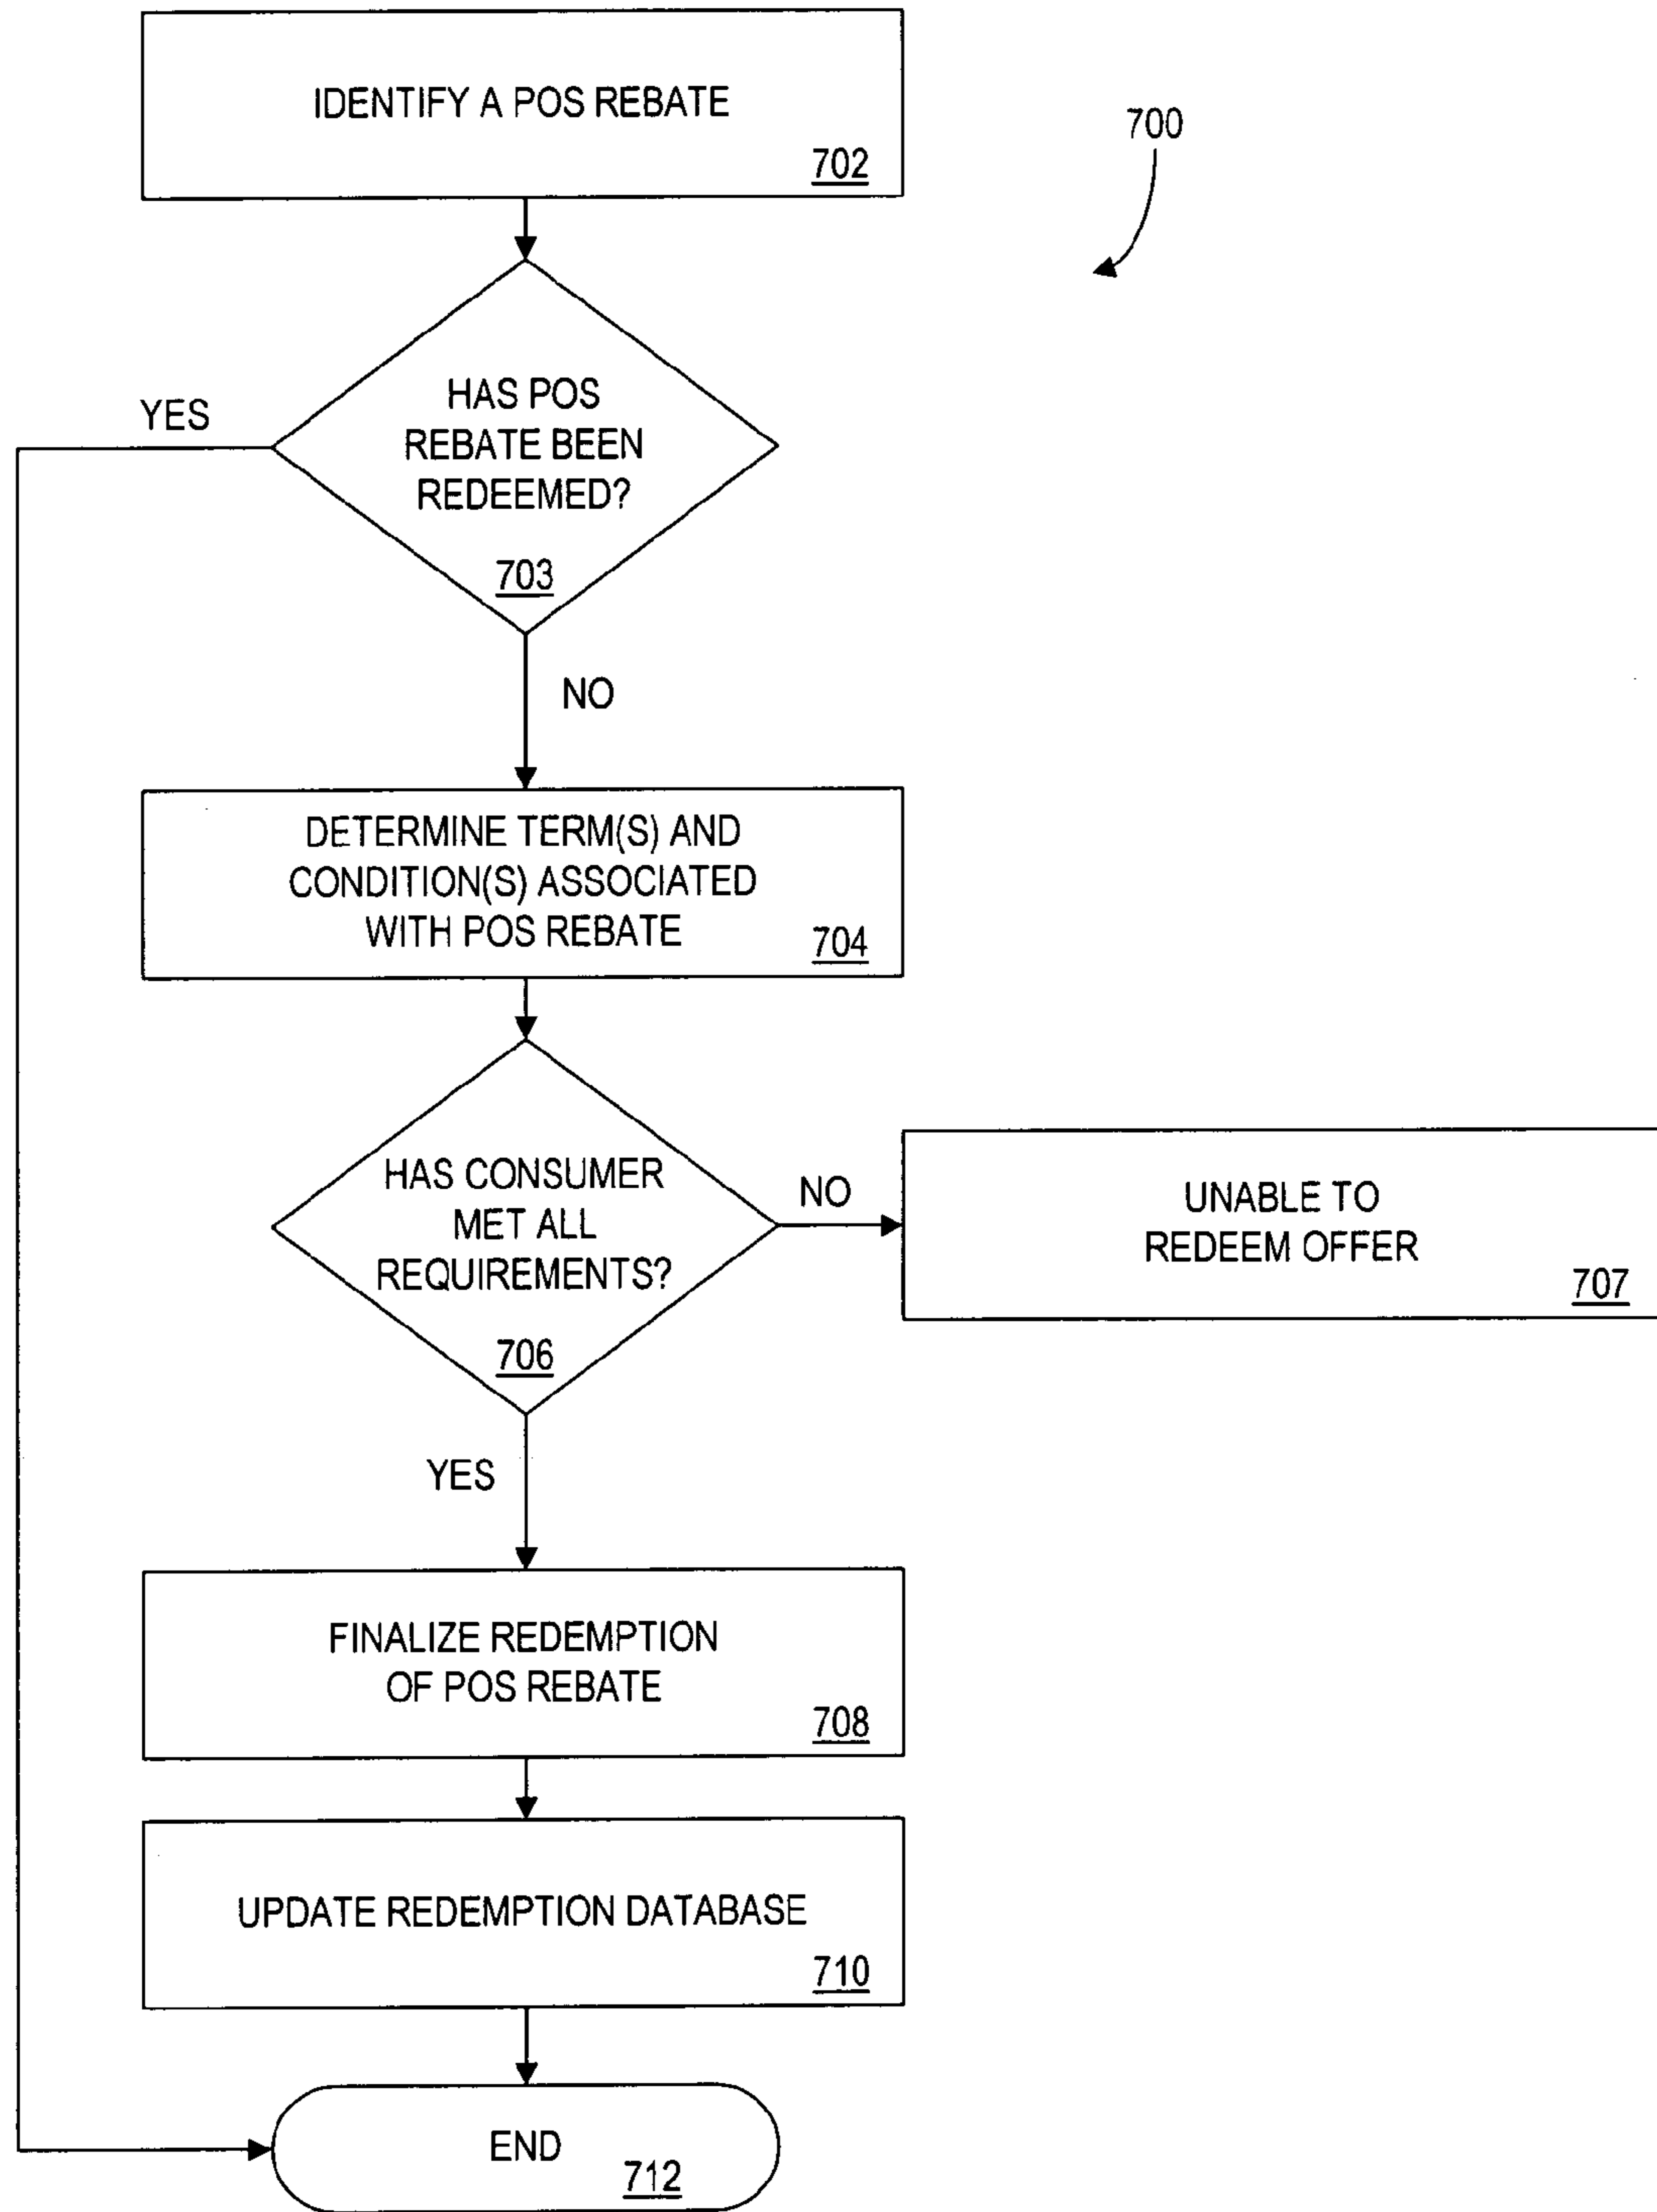 IDENTIFY A POS REBATE
702
700
HAS POS
REBATE BEEN
REDEEMED?
703
YES
NO
DETERMINE TERM(S) AND
CONDITION(S) ASSOCIATED
WITH POS REBATE
704
HAS CONSUMER
MET ALL
REQUIREMENTS?
706
NO
UNABLE TO
REDEEM OFFER
707
YES
FINALIZE REDEMPTION
OF POS REBATE
708
UPDATE REDEMPTION DATABASE
710
END
712